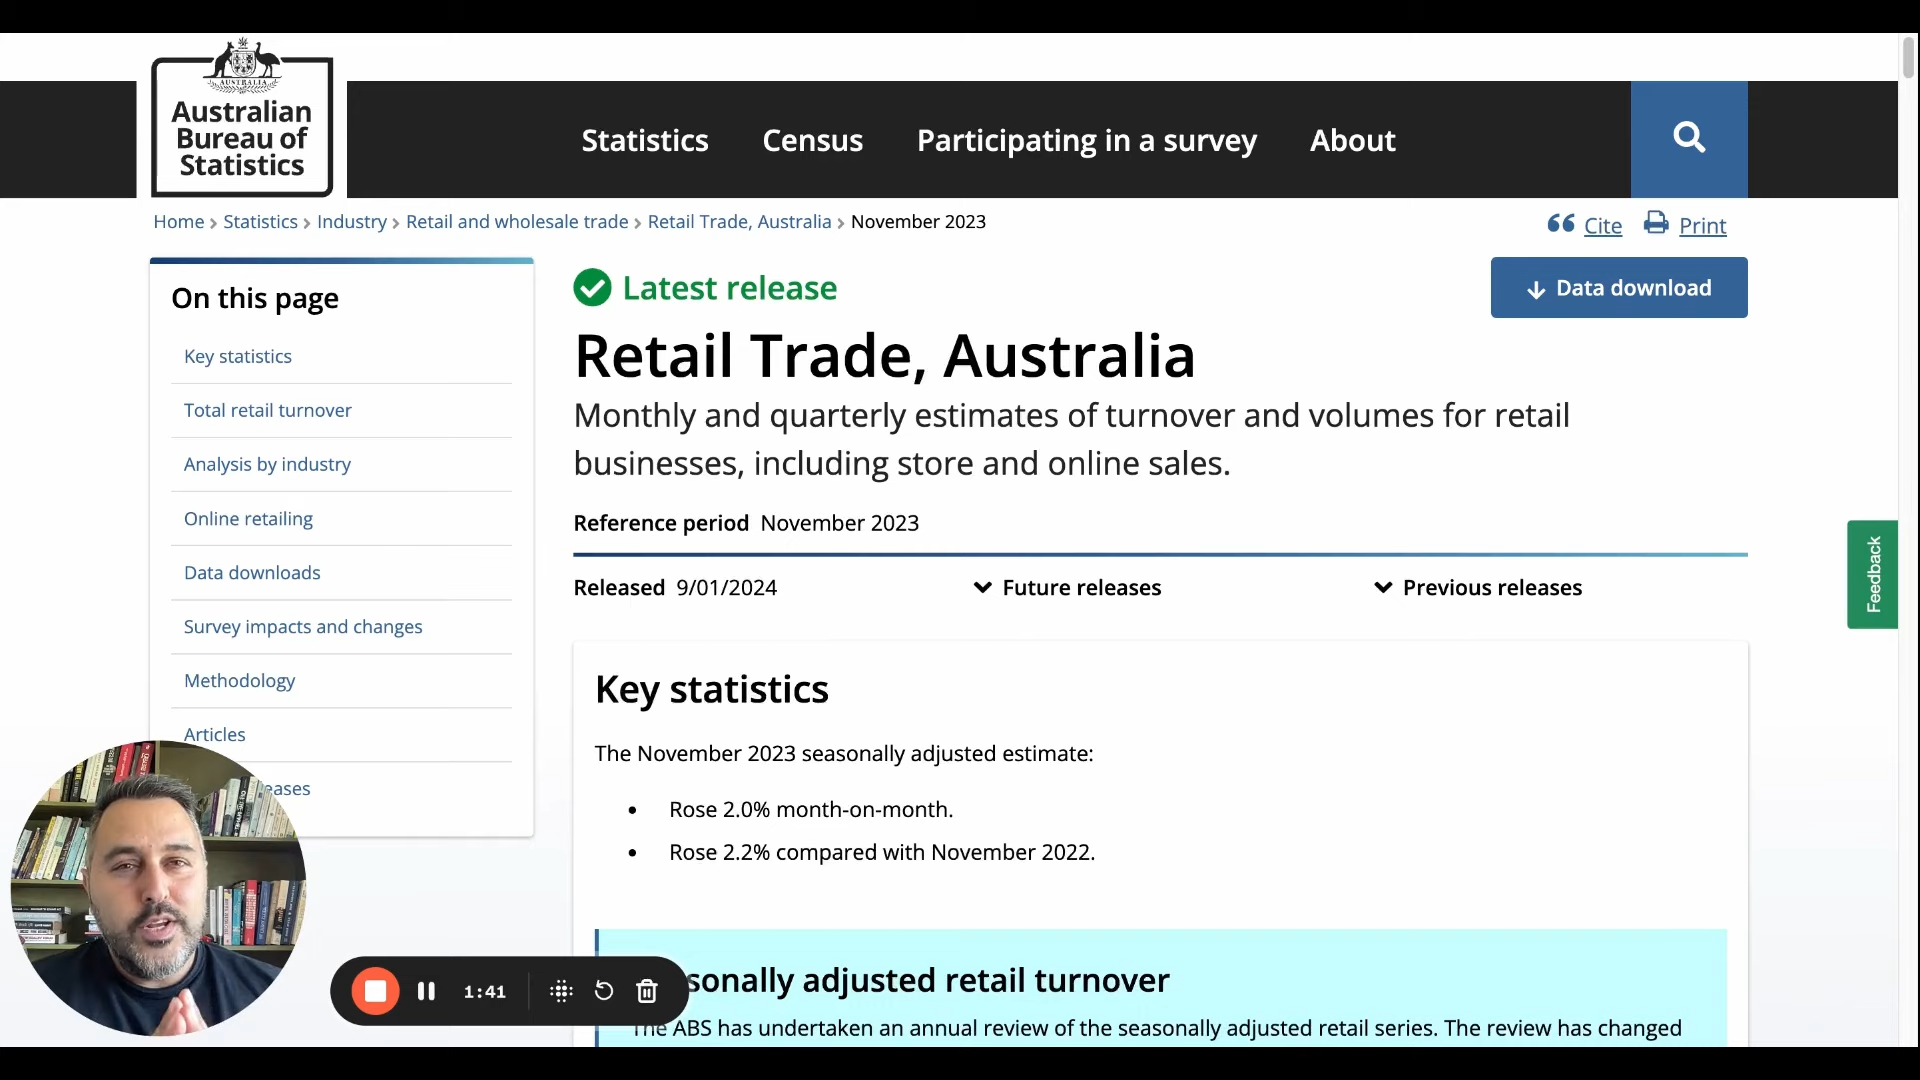 AUSTRALIA
Australian
Bureau of
Statistics
Statistics
Census
Participating in a survey
About
Home > Statistics > Industry > Retail and wholesale trade > Retail Trade, Australia > November 2023
Cite
Print
On this page
Key statistics
Total retail turnover
Analysis by industry
Online retailing
Data downloads
Survey impacts and changes
Methodology
Articles
eases
Latest release
Data download
Retail Trade, Australia
Monthly and quarterly estimates of turnover and volumes for retail
businesses, including store and online sales.
Reference period November 2023
Released 9/01/2024
Future releases
Previous releases
Feedback
Key statistics
The November 2023 seasonally adjusted estimate:
• Rose 2.0% month-on-month.
• Rose 2.2% compared with November 2022.
sonally adjusted retail turnover
The ABS has undertaken an annual review of the seasonally adjusted retail series. The review has changed
1:41